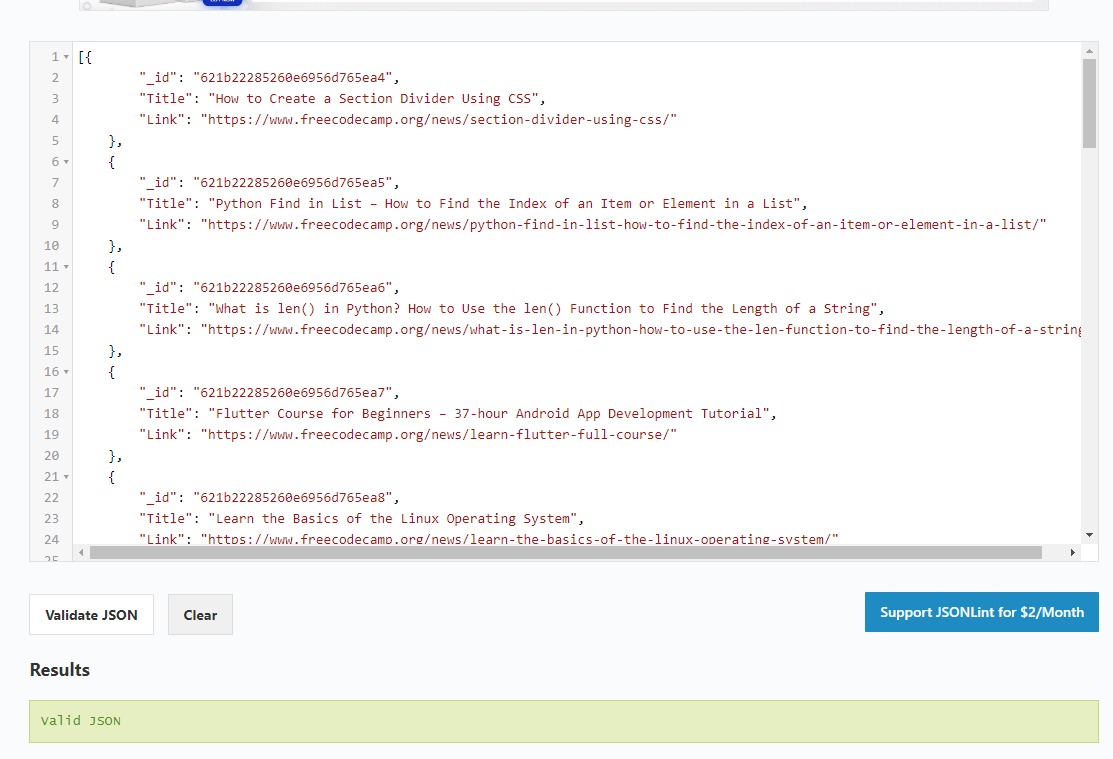 1 [{
2 "_id": "621b22285260e6956d765ea4",
3 "Title": "How to Create a Section Divider Using CSS",
4 "Link": "https://www.freecodecamp.org/news/section-divider-using-css/"
5 },
6 {
7 "_id": "621b22285260e6956d765ea5",
8 "Title": "Python Find in List – How to Find the Index of an Item or Element in a List",
9 "Link": "https://www.freecodecamp.org/news/python-find-in-list-how-to-find-the-index-of-an-item-or-element-in-a-list/"
10 },
11 {
12 "_id": "621b22285260e6956d765ea6",
13 "Title": "What is len() in Python? How to Use the len() Function to Find the Length of a String",
14 "Link": "https://www.freecodecamp.org/news/what-is-len-in-python-how-to-use-the-len-function-to-find-the-length-of-a-string
15 },
16 {
17 "_id": "621b22285260e6956d765ea7",
18 "Title": "Flutter Course for Beginners – 37-hour Android App Development Tutorial",
19 "Link": "https://www.freecodecamp.org/news/learn-flutter-full-course/"
20 },
21 {
22 "_id": "621b22285260e6956d765ea8",
23 "Title": "Learn the Basics of the Linux Operating System",
24 "Link": "https://www.freecodecamp.org/news/learn-the-basics-of-the-linux-operating-system/"
25
Validate JSON
Clear
Support JSONLint for $2/Month
Results
Valid JSON